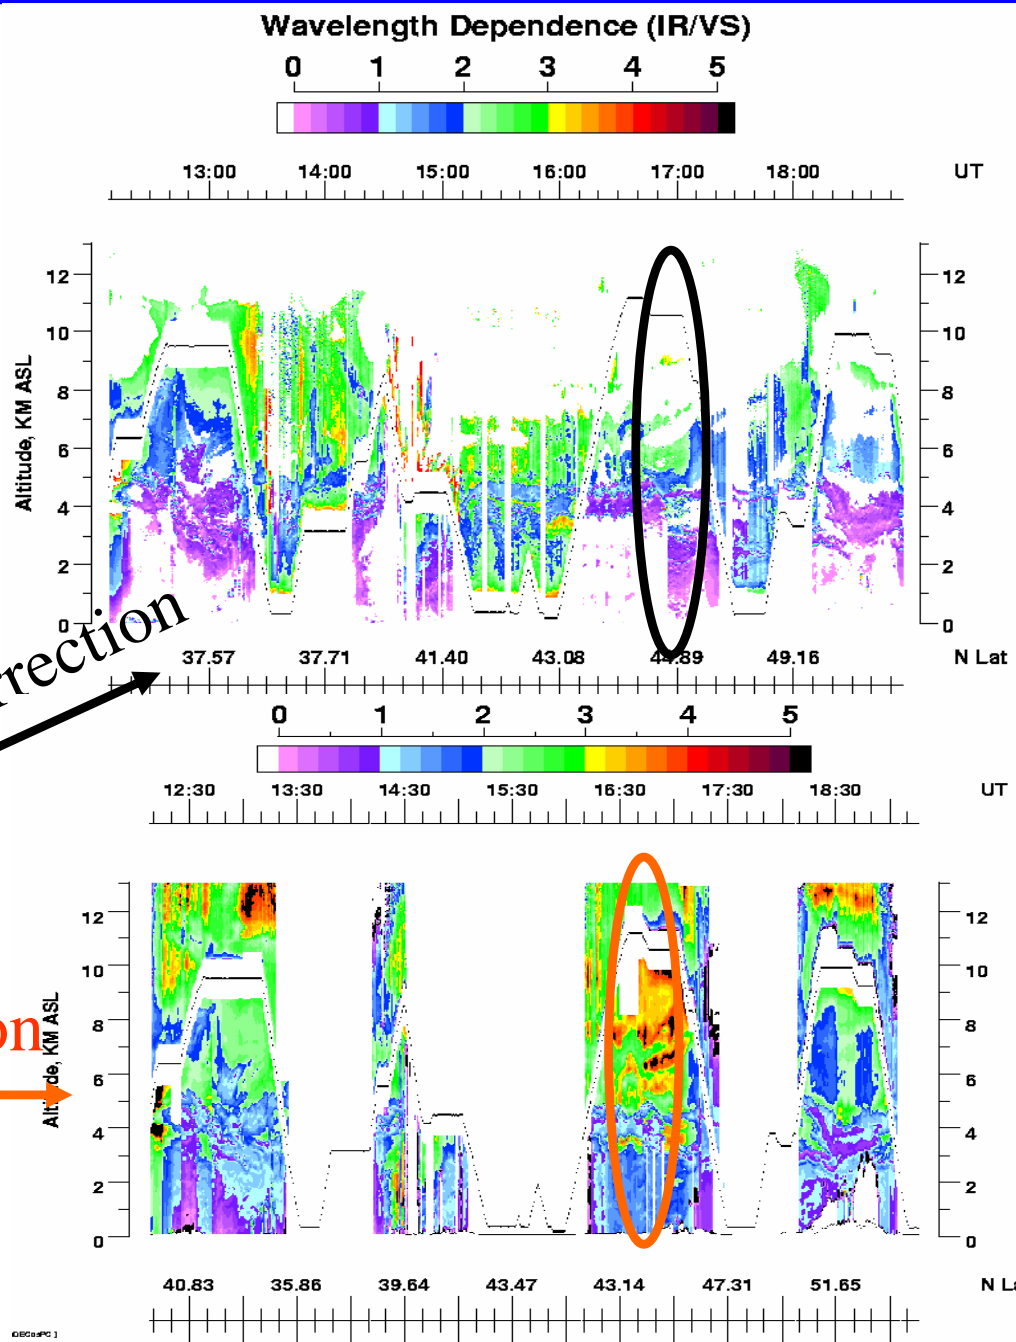 Wavelength Dependence (IR/VS)
0 1 2 3 4 5
13:00 14:00 15:00 16:00 17:00 18:00 UT
12 12
10 10
8 8
6 6
4 4
2 2
0 0
Altitude, KM ASL
rrection
37.57 37.71 41.40 43.08 44.89 49.16 N Lat
0 1 2 3 4 5
12:30 13:30 14:30 15:30 16:30 17:30 18:30 UT
12 12
10 10
8 8
6 6
4 4
2 2
0 0
on
KM ASL
40.83 35.86 39.64 43.47 43.14 47.31 51.65 N La